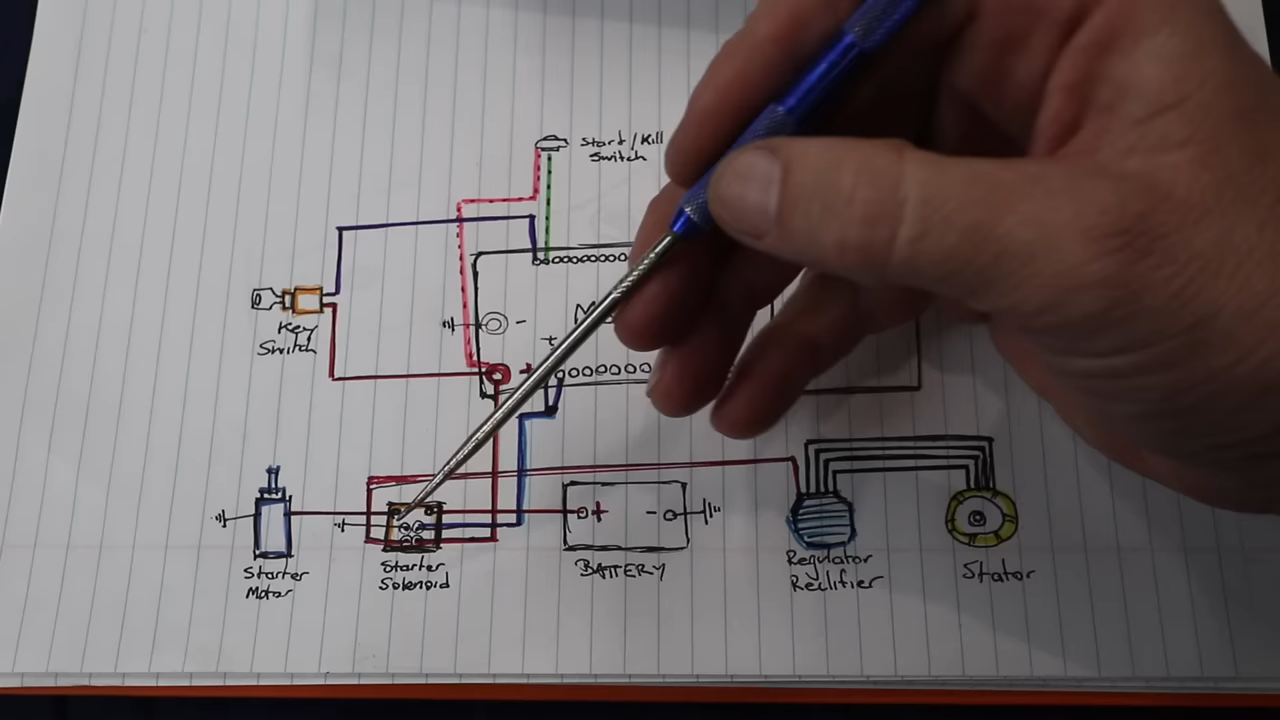 Start/Kill
Switch
Key
Switch
-
+
+
Starter
Motor
Starter
Solenoid
+ -
BATTERY
Regulator
Rectifier
Stator